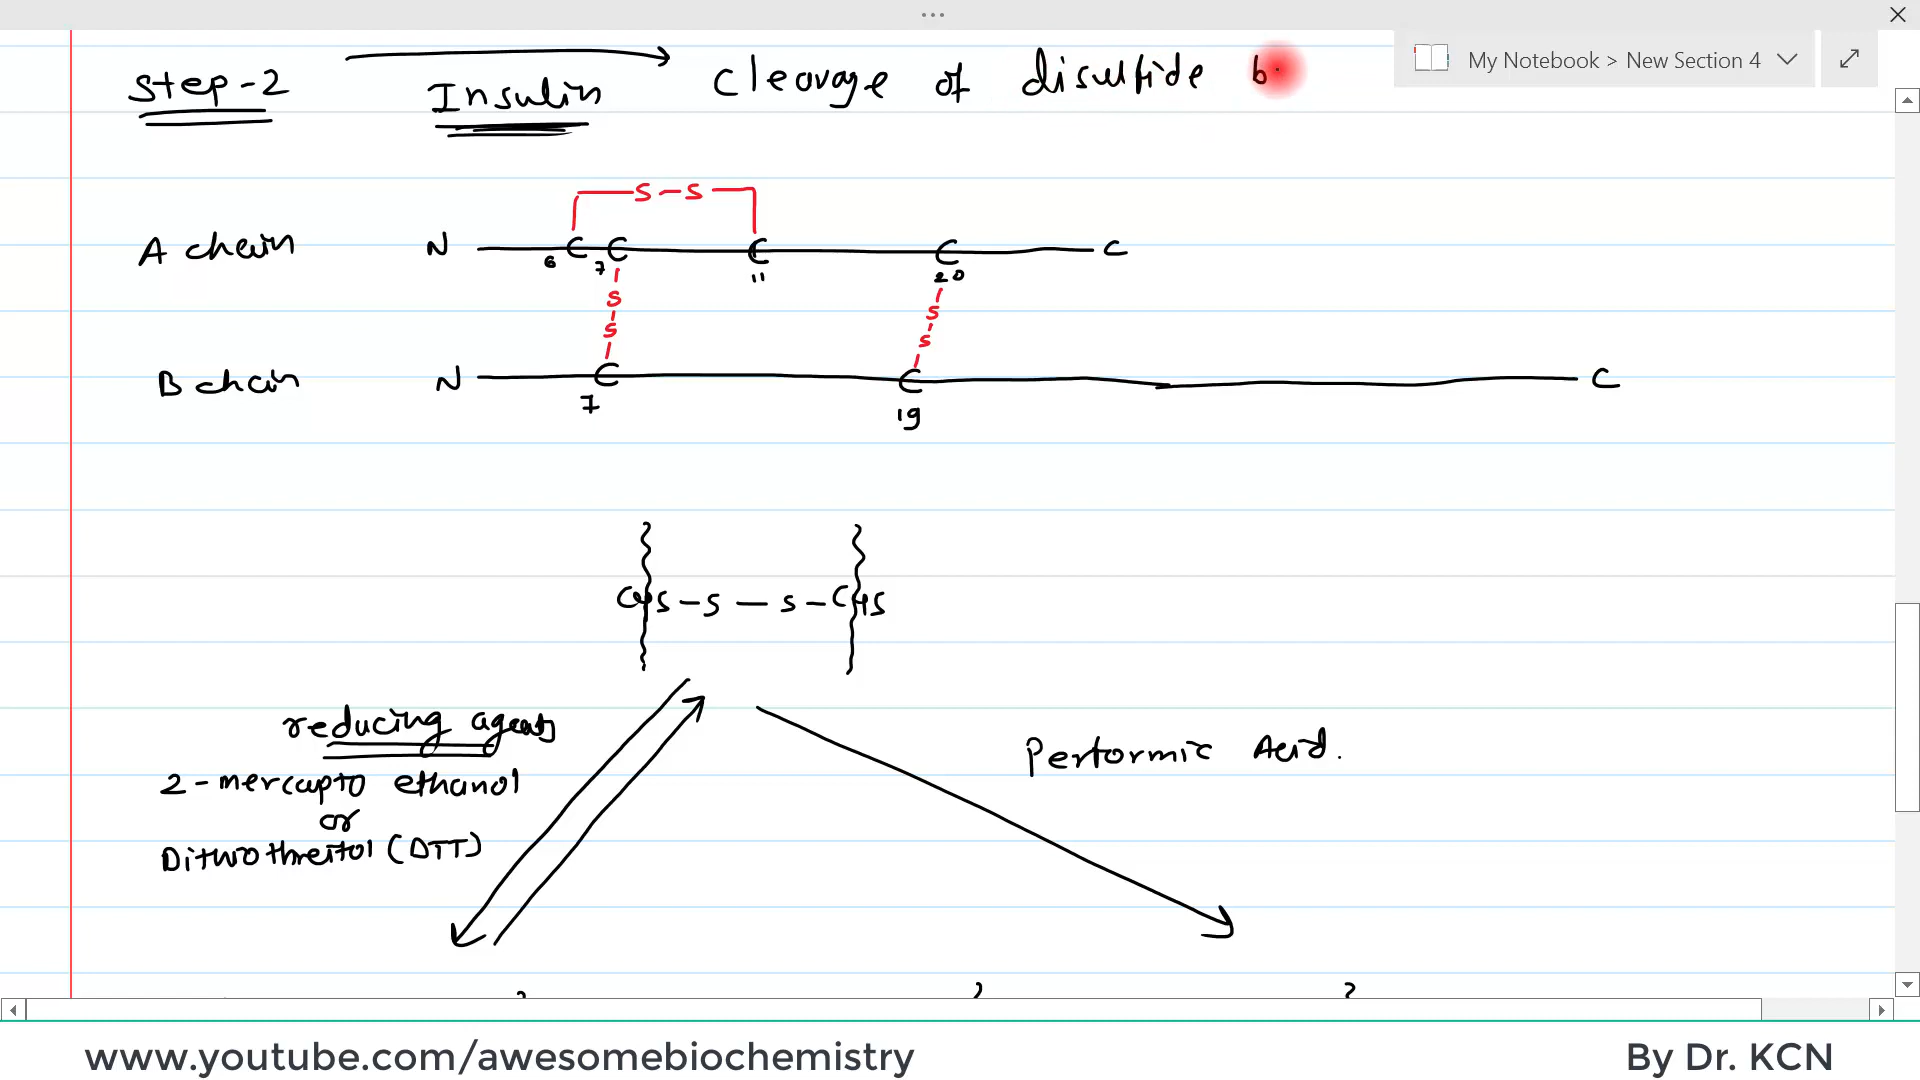 My Notebook > New Section 4
Step-2 Insulin Cleavage of disulfide b
S-S
A chain N C C C C C
6 7 11 20
S S
S S
B chain N C C C
7 19
Cys-S-S-Cys
reducing agents
2-mercapto ethanol
or
Dithiothreitol (DTT)
Performic Acid.
www.youtube.com/awesomebiochemistry
By Dr. KCN